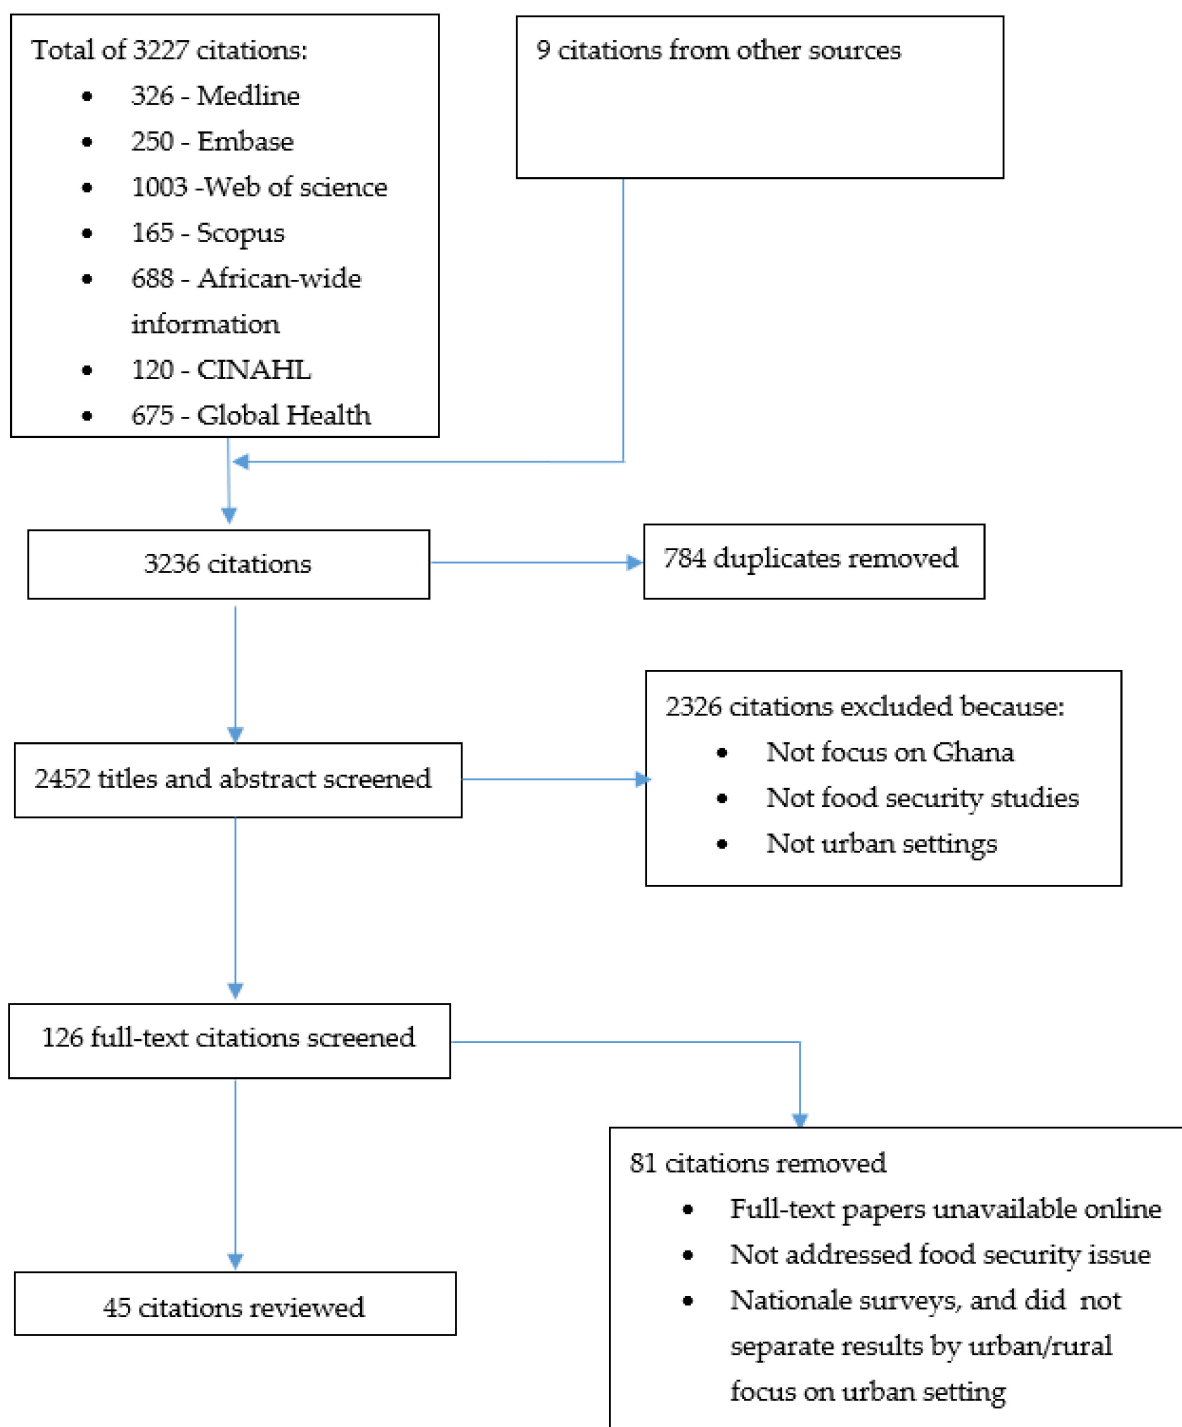 Total of 3227 citations:
• 326 - Medline
• 250 - Embase
• 1003 -Web of science
• 165 - Scopus
• 688 - African-wide
information
• 120 - CINAHL
• 675 - Global Health
9 citations from other sources
3236 citations
784 duplicates removed
2452 titles and abstract screened
2326 citations excluded because:
• Not focus on Ghana
• Not food security studies
• Not urban settings
126 full-text citations screened
81 citations removed
• Full-text papers unavailable online
• Not addressed food security issue
• Nationale surveys, and did not
separate results by urban/rural
focus on urban setting
45 citations reviewed